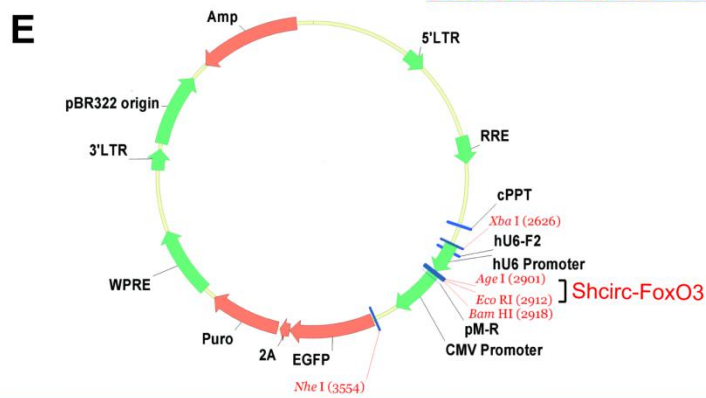 E
Amp
5'LTR
pBR322 origin
RRE
3'LTR
cPPT
Xba I (2626)
hU6-F2
hU6 Promoter
Age I (2901)
Eco RI (2912)
Shcirc-FoxO3
Bam HI (2918)
pM-R
CMV Promoter
WPRE
Puro
2A
EGFP
Nhe I (3554)